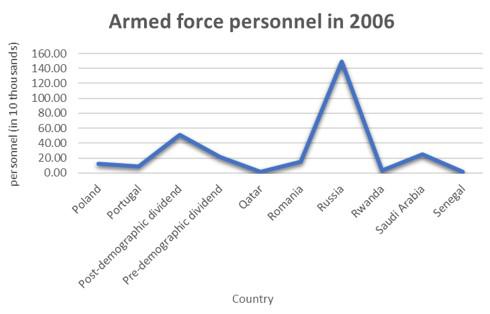 Armed force personnel in 2006
personnel (in 10 thousands)
160.00
140.00
120.00
100.00
80.00
60.00
40.00
20.00
0.00
Poland
Portugal
Post-demographic dividend
Pre-demographic dividend
Qatar
Romania
Russia
Rwanda
Saudi Arabia
Senegal
Country